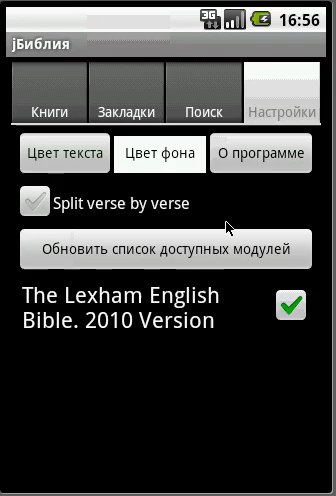 3G 16:56
jБиблия
Книги Закладки Поиск Настройки
Цвет текста Цвет фона О программе
Split verse by verse
Обновить список доступных модулей
The Lexham English
Bible. 2010 Version